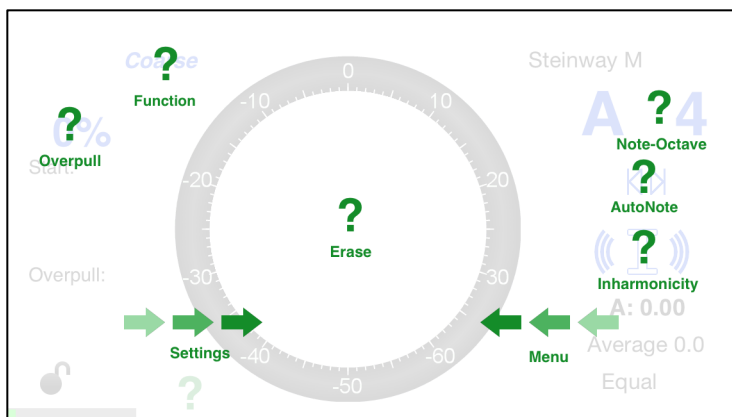 Coarse
?
Function
Steinway M
0%
?
Overpull
Start:
A 4
?
Note-Octave
?
AutoNote
?
Inharmonicity
0
-10
10
-20
20
-30
-30
-40
-60
-50
?
Erase
Overpull:
Settings
Menu
A: 0.00
Average 0.0
Equal
?